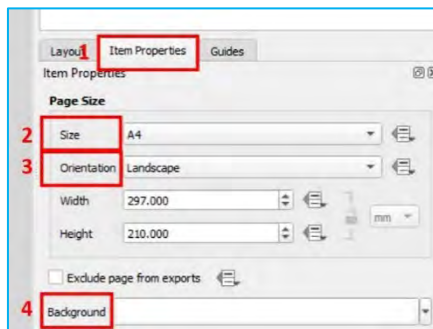 Layout 1 Item Properties Guides
Item Properties
Page Size
2 Size A4
3 Orientation Landscape
Width 297.000
mm
Height 210.000
Exclude page from exports
4 Background